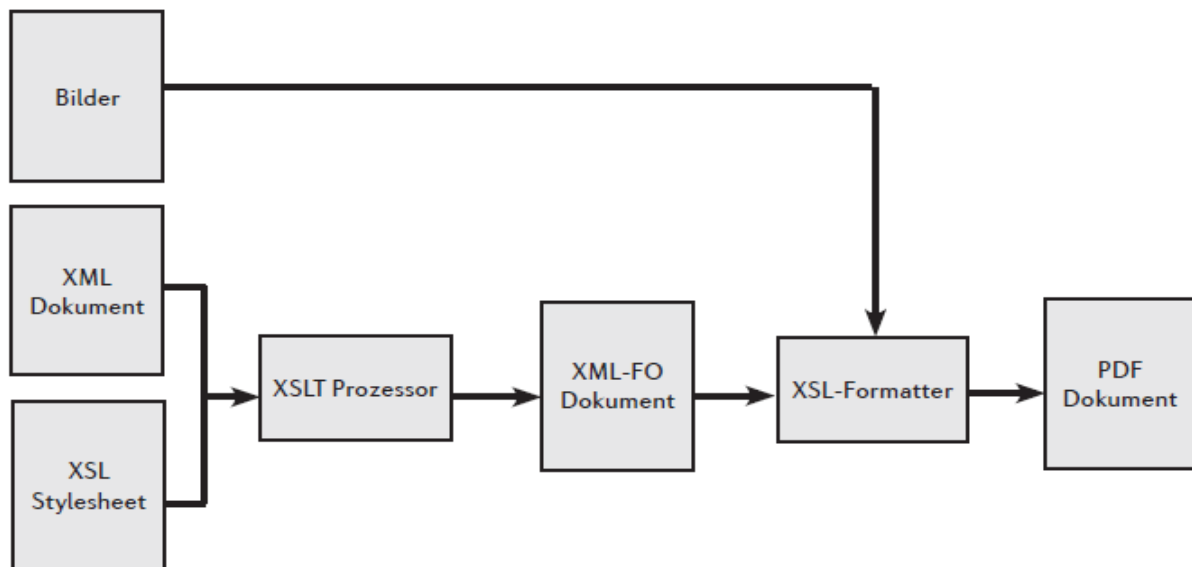 Bilder
XML
Dokument
XSL
Stylesheet
XSLT Prozessor
XML-FO
Dokument
XSL-Formatter
PDF
Dokument